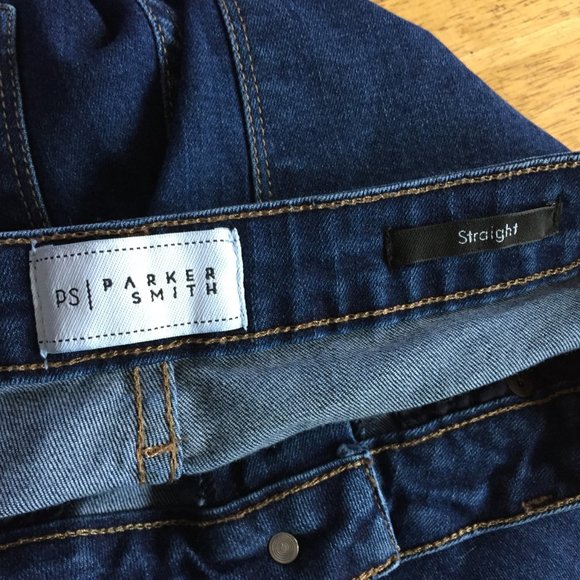 PS | PARKER
SMITH
Straight